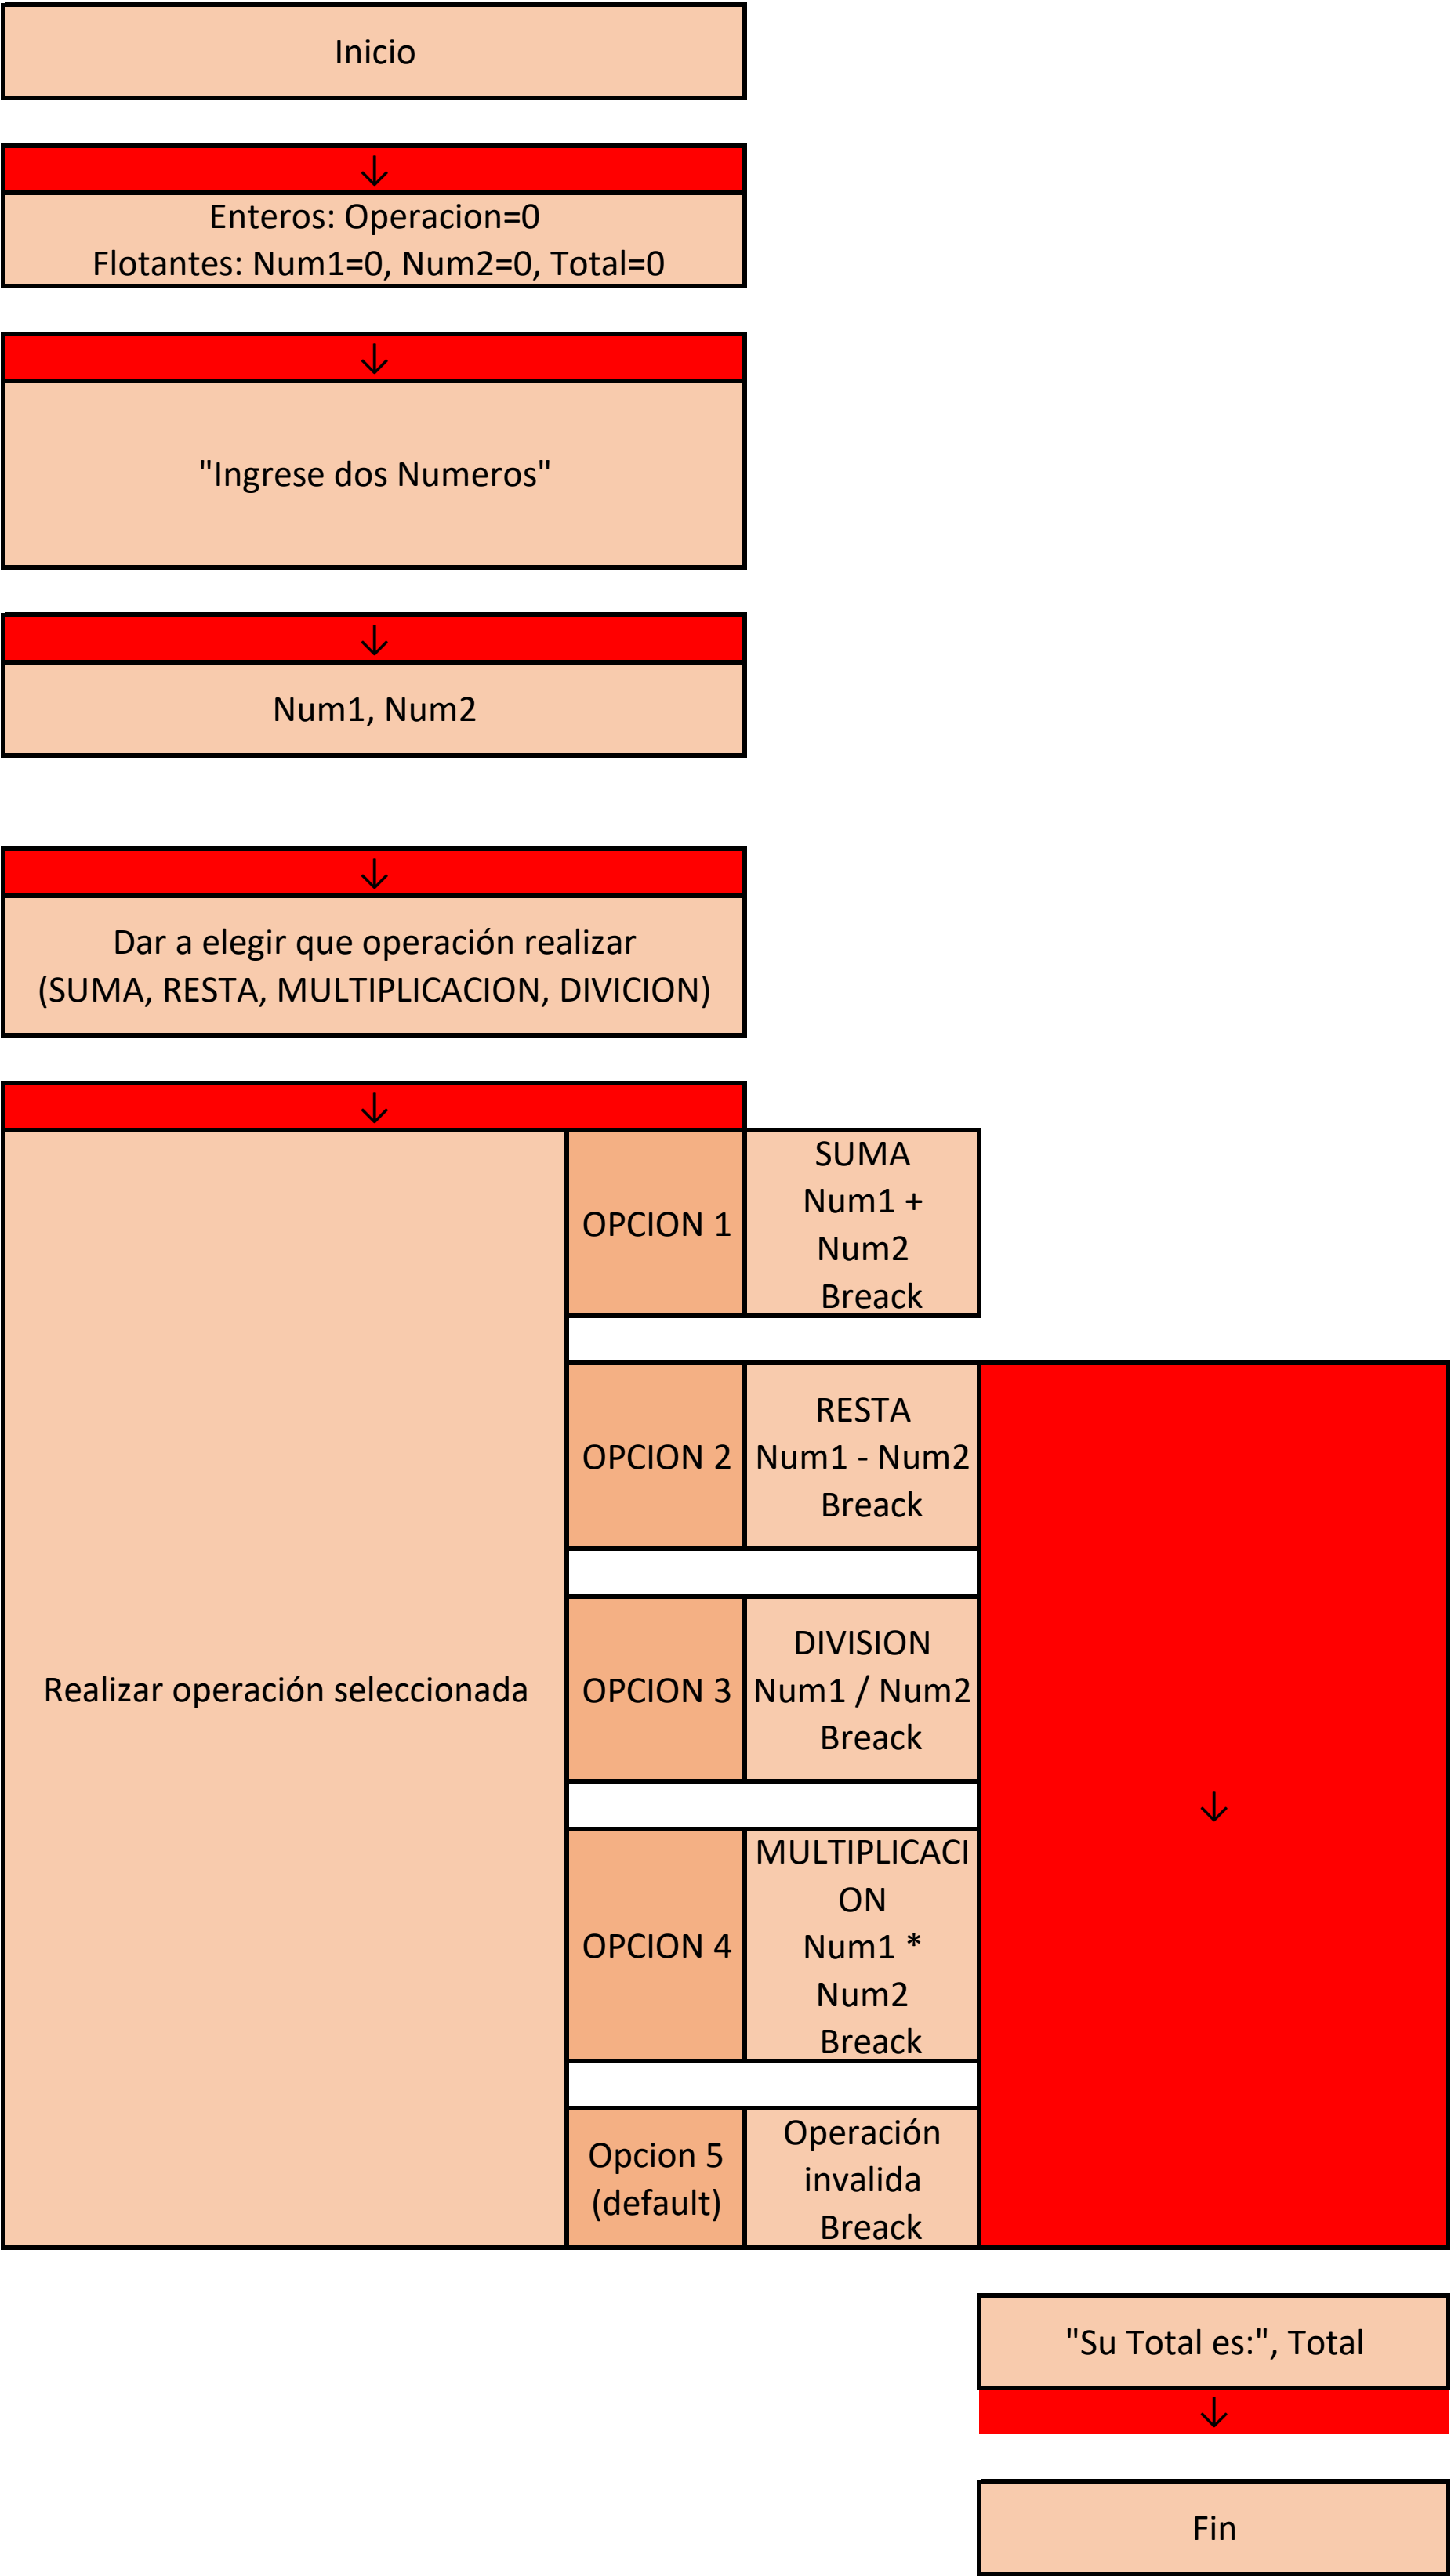 Inicio
↓
Enteros: Operacion=0
Flotantes: Num1=0, Num2=0, Total=0
↓
"Ingrese dos Numeros"
↓
Num1, Num2
↓
Dar a elegir que operación realizar
(SUMA, RESTA, MULTIPLICACION, DIVICION)
↓
Realizar operación seleccionada
OPCION 1
SUMA
Num1 +
Num2
Breack
OPCION 2
RESTA
Num1 - Num2
Breack
OPCION 3
DIVISION
Num1 / Num2
Breack
OPCION 4
MULTIPLICACI
ON
Num1 *
Num2
Breack
Opcion 5
(default)
Operación
invalida
Breack
↓
"Su Total es:", Total
↓
Fin